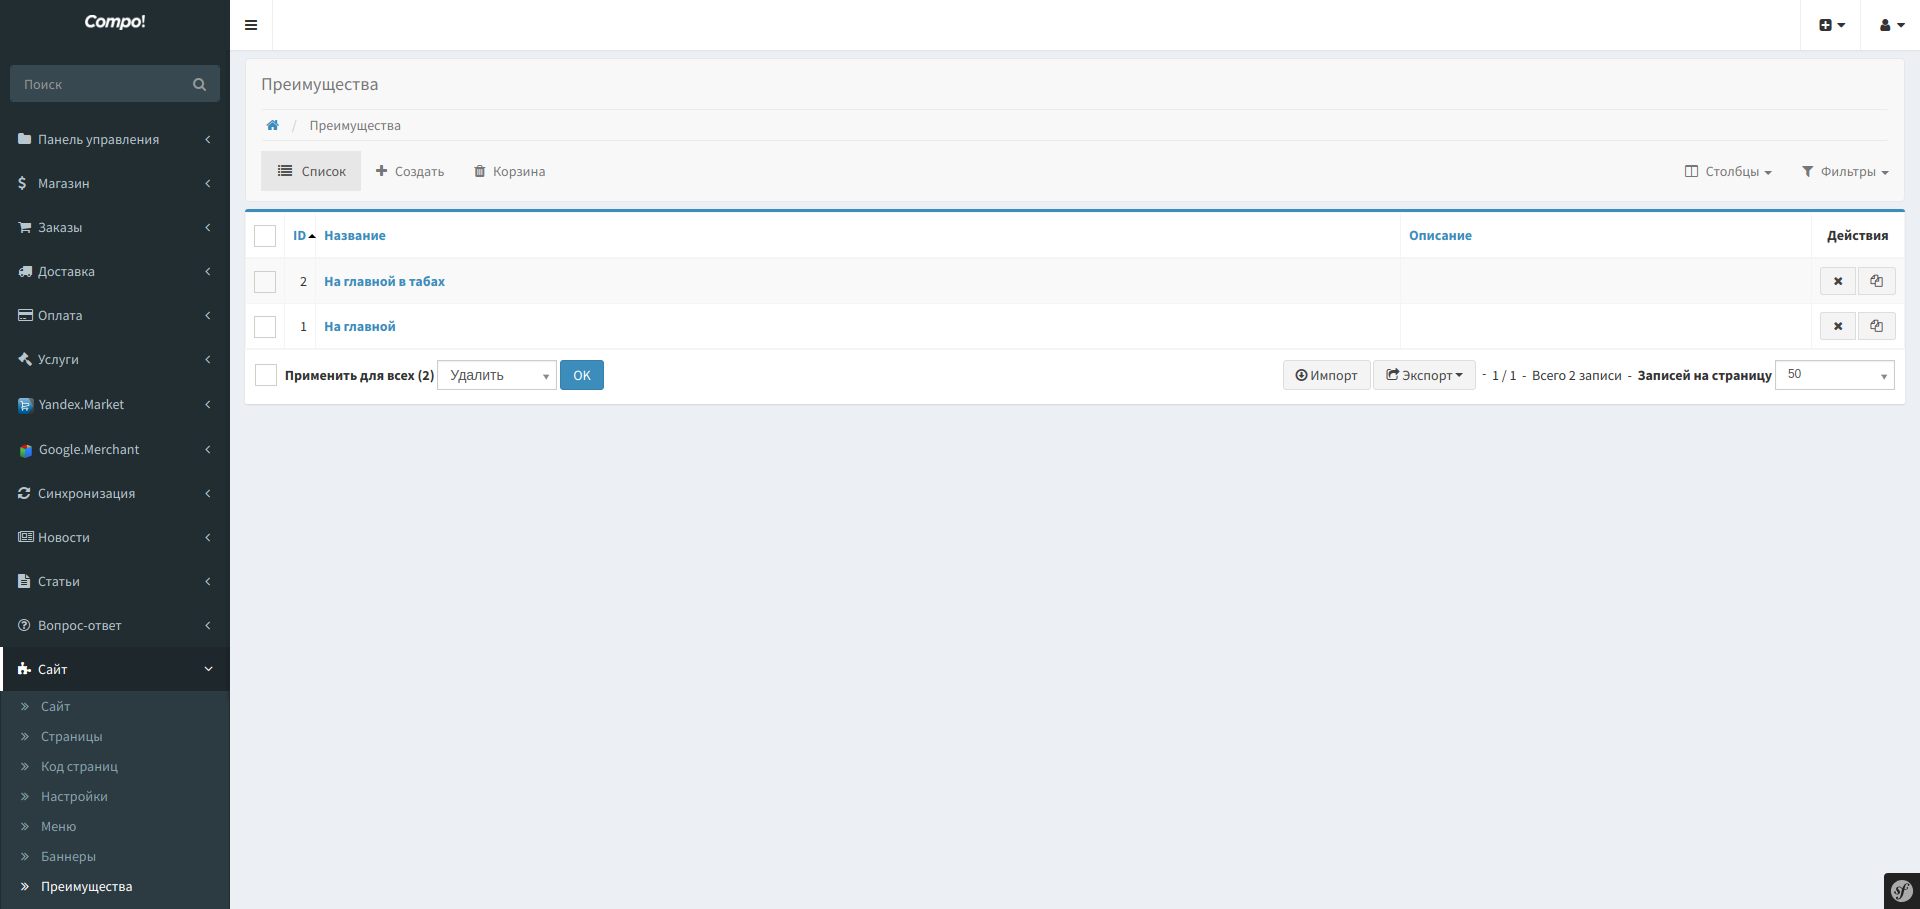 Compo!
Поиск
Панель управления
Магазин
Заказы
Доставка
Оплата
Услуги
Yandex.Market
Google.Merchant
Синхронизация
Новости
Статьи
Вопрос-ответ
Сайт
Сайт
Страницы
Код страниц
Настройки
Меню
Баннеры
Преимущества
Преимущества
/ Преимущества
Список Создать Корзина Столбцы Фильтры
ID Название Описание Действия
2 На главной в табах
1 На главной
Применить для всех (2) Удалить OK Импорт Экспорт - 1 / 1 - Всего 2 записи - Записей на страницу 50
sf